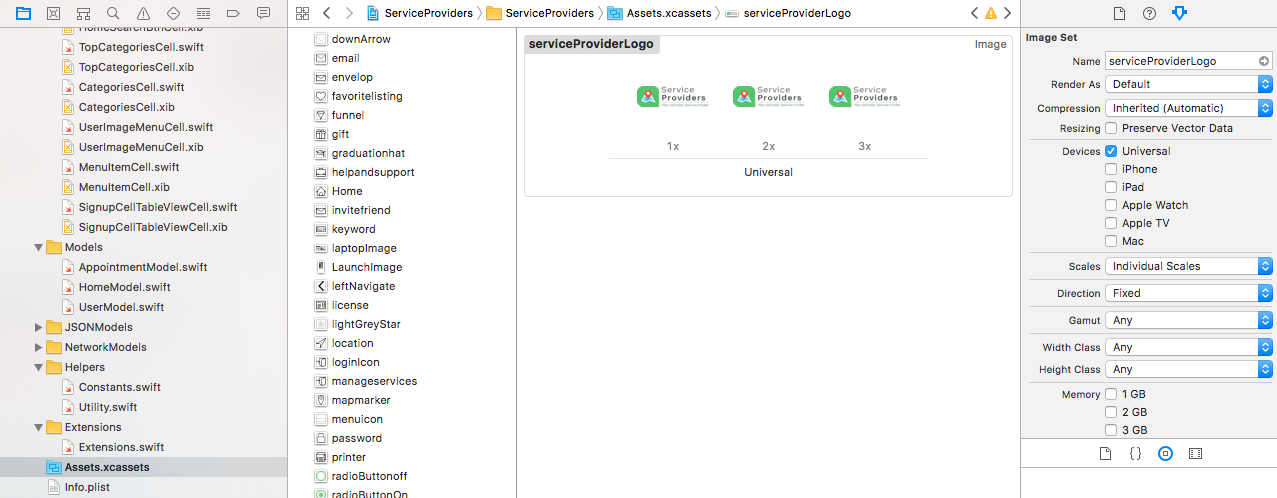 ServiceProviders
ServiceProviders
Assets.xcassets
serviceProviderLogo
TopCategoriesCell.swift
TopCategoriesCell.xib
CategoriesCell.swift
CategoriesCell.xib
UserImageMenuCell.swift
UserImageMenuCell.xib
MenuItemCell.swift
MenuItemCell.xib
SignupCellTableViewCell.swift
SignupCellTableViewCell.xib
Models
AppointmentModel.swift
HomeModel.swift
UserModel.swift
JSONModels
NetworkModels
Helpers
Constants.swift
Utility.swift
Extensions
Extensions.swift
Assets.xcassets
Info.plist
downArrow
email
envelop
favoritelisting
funnel
gift
graduationhat
helpandsupport
Home
invitefriend
keyword
laptopImage
LaunchImage
leftNavigate
license
lightGreyStar
location
loginIcon
manageservices
mapmarker
menuicon
password
printer
radioButtonoff
radioButtonOn
serviceProviderLogo
Image
Service Providers
Service Providers
Service Providers
1x
2x
3x
Universal
Image Set
Name serviceProviderLogo
Render As Default
Compression Inherited (Automatic)
Resizing Preserve Vector Data
Devices Universal
iPhone
iPad
Apple Watch
Apple TV
Mac
Scales Individual Scales
Direction Fixed
Gamut Any
Width Class Any
Height Class Any
Memory 1 GB
2 GB
3 GB